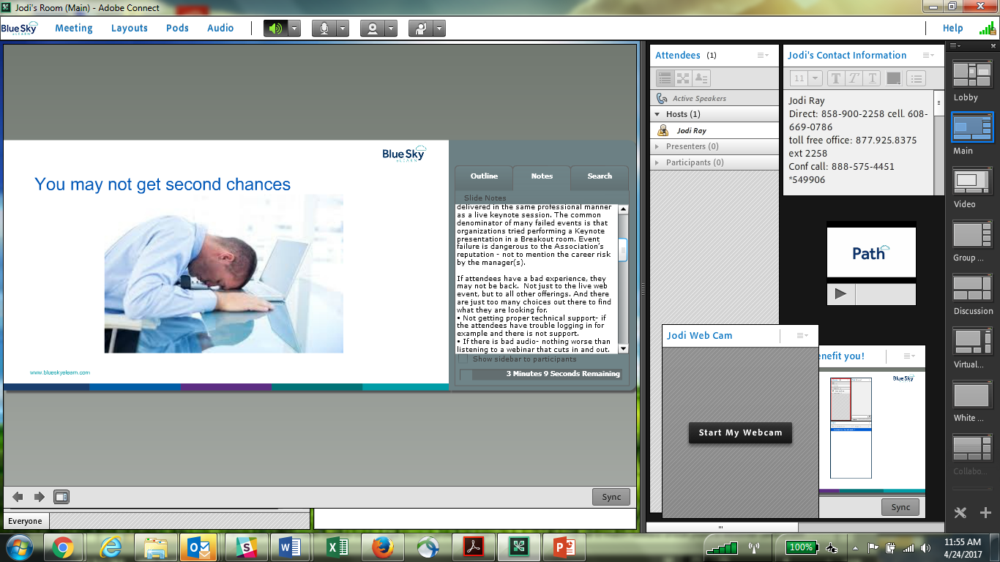 Jodi's Room (Main) - Adobe Connect
BlueSky
ELEARN
Meeting
Layouts
Pods
Audio
Help
BlueSky
ELEARN
You may not get second chances
www.blueskyelearn.com
Outline
Notes
Search
Slide Notes
delivered in the same professional manner
as a live keynote session. The common
denominator of many failed events is that
organizations tried performing a Keynote
presentation in a Breakout room. Event
failure is dangerous to the Association's
reputation - not to mention the career risk
by the manager(s).
If attendees have a bad experience, they
may not be back.  Not just to the live web
event, but to all other offerings. And there
are just too many choices out there to find
what they are looking for.
• Not getting proper technical support- if
the attendees have trouble logging in for
example and there is not support.
• If there is bad audio- nothing worse than
listening to a webinar that cuts in and out.
Show sidebar to participants
3 Minutes 9 Seconds Remaining
Sync
Everyone
Attendees (1)
Active Speakers
Hosts (1)
Jodi Ray
Presenters (0)
Participants (0)
Jodi's Contact Information
11
T T T
Jodi Ray
Direct: 858-900-2258 cell. 608-
669-0786
toll free office: 877.925.8375
ext 2258
Conf call: 888-575-4451
*549906
Path
Jodi Web Cam
Start My Webcam
enefit you!
BlueSky
Sync
Lobby
Main
Video
Group ...
Discussion
Virtual...
White ...
Collabo...
100%
11:55 AM
4/24/2017